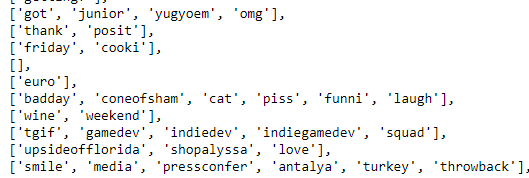 ['got', 'junior', 'yugyoem', 'omg'],
['thank', 'posit'],
['friday', 'cooki'],
[],
['euro'],
['badday', 'coneofsham', 'cat', 'piss', 'funni', 'laugh'],
['wine', 'weekend'],
['tgif', 'gamedev', 'indiedev', 'indiegamedev', 'squad'],
['upsideofflorida', 'shopalyssa', 'love'],
['smile', 'media', 'pressconfer', 'antalya', 'turkey', 'throwback'],